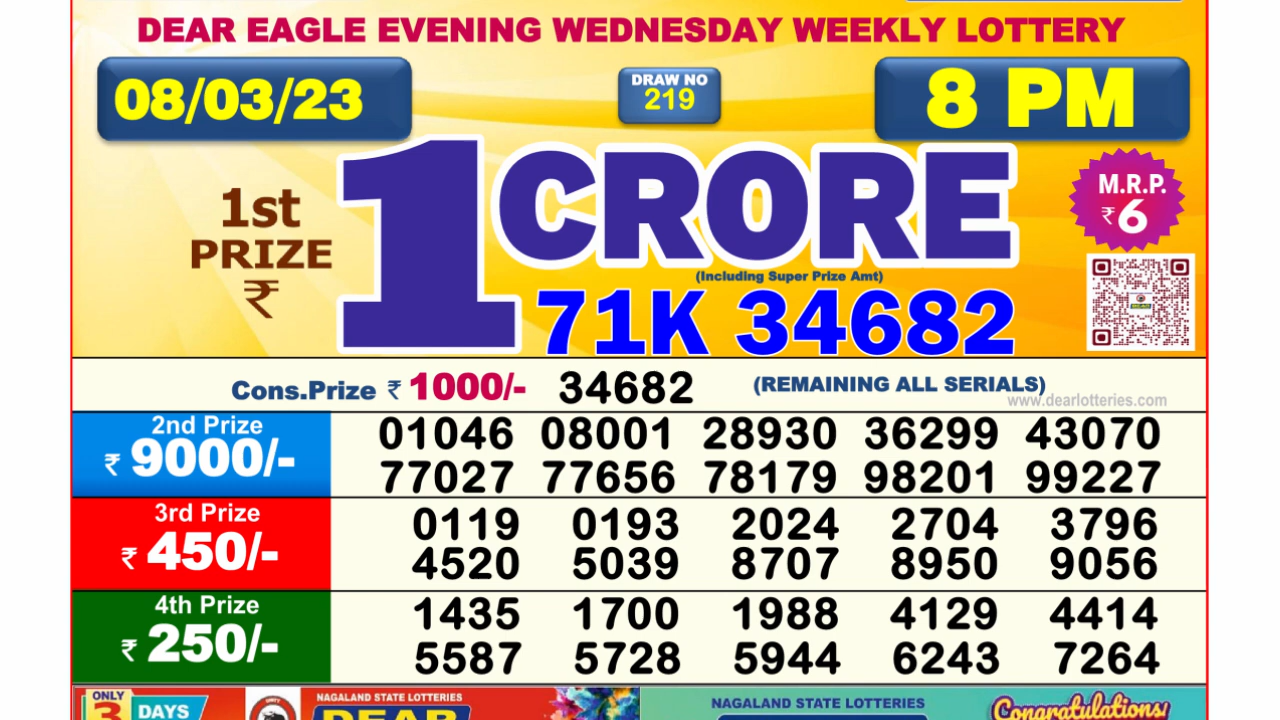 DEAR EAGLE EVENING WEDNESDAY WEEKLY LOTTERY
08/03/23
DRAW NO
219
8 PM
1st
PRIZE
₹
1 CRORE
(Including Super Prize Amt)
71K 34682
M.R.P.
₹ 6
Cons.Prize ₹ 1000/- 34682 (REMAINING ALL SERIALS)
www.dearlotteries.com
2nd Prize
₹ 9000/-
01046 08001 28930 36299 43070
77027 77656 78179 98201 99227
3rd Prize
₹ 450/-
0119 0193 2024 2704 3796
4520 5039 8707 8950 9056
4th Prize
₹ 250/-
1435 1700 1988 4129 4414
5587 5728 5944 6243 7264
ONLY
3 DAYS
NAGALAND STATE LOTTERIES
DEAR
NAGALAND STATE LOTTERIES
Congratulations